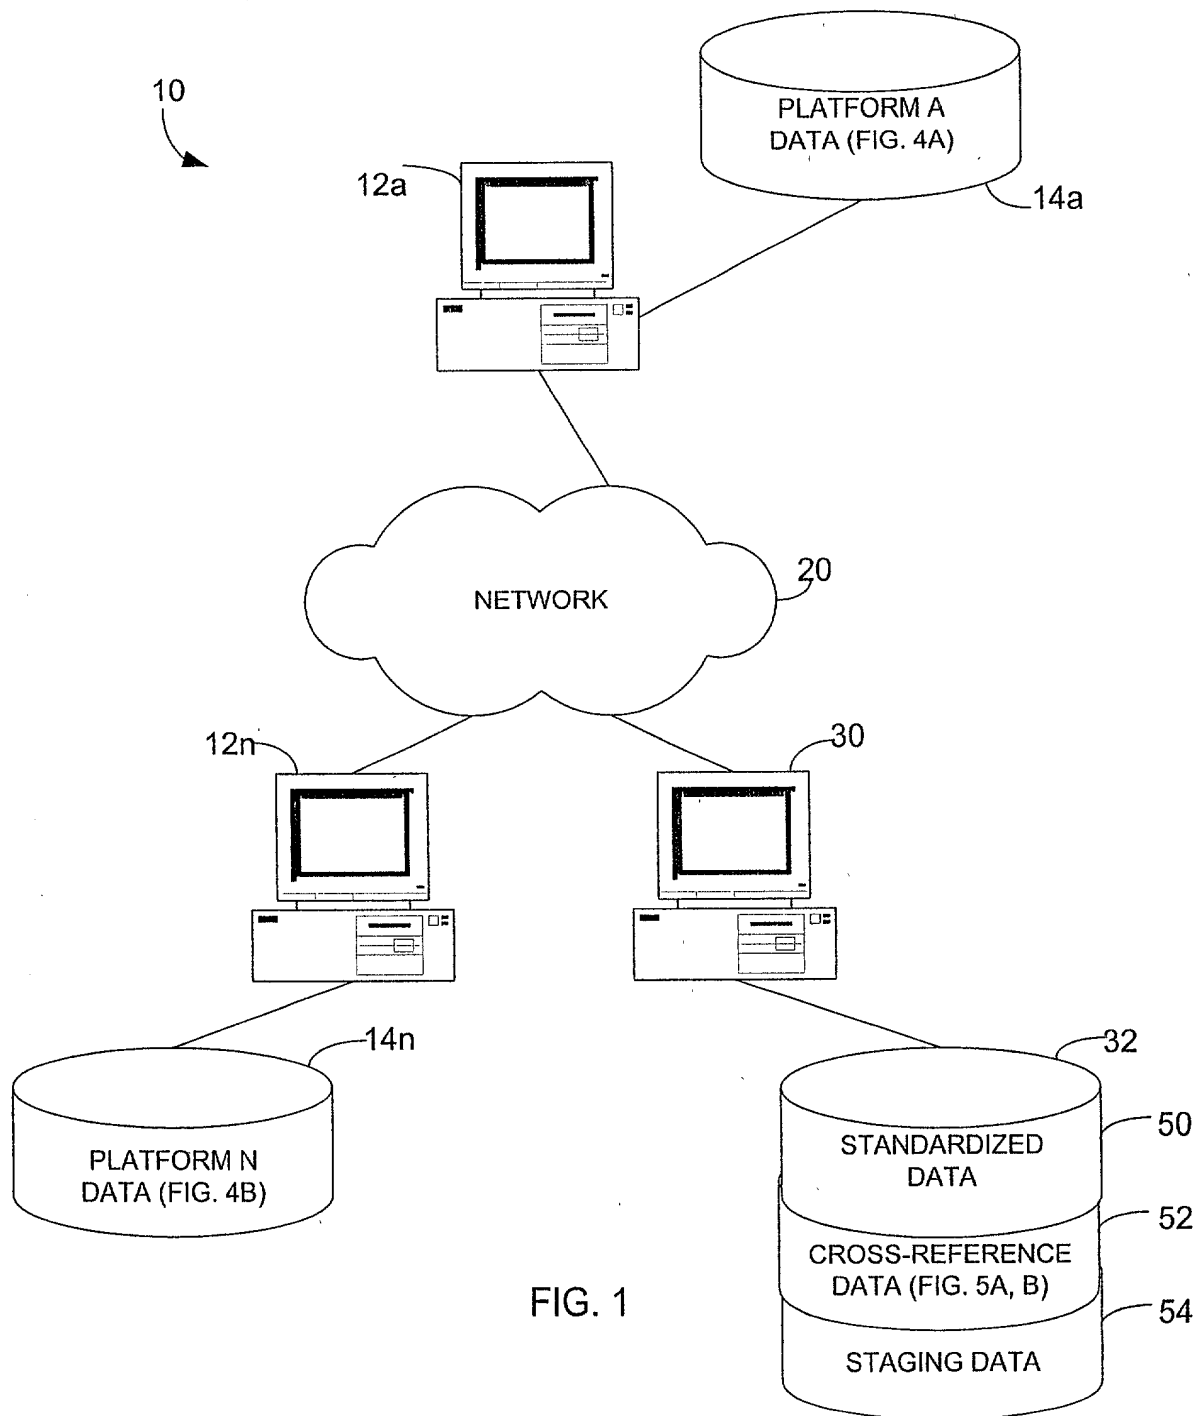 10
PLATFORM A
DATA (FIG. 4A)
12a
14a
NETWORK
20
12n
30
14n
32
PLATFORM N
DATA (FIG. 4B)
STANDARDIZED
DATA
50
CROSS-REFERENCE
DATA (FIG. 5A, B)
52
STAGING DATA
54
FIG. 1